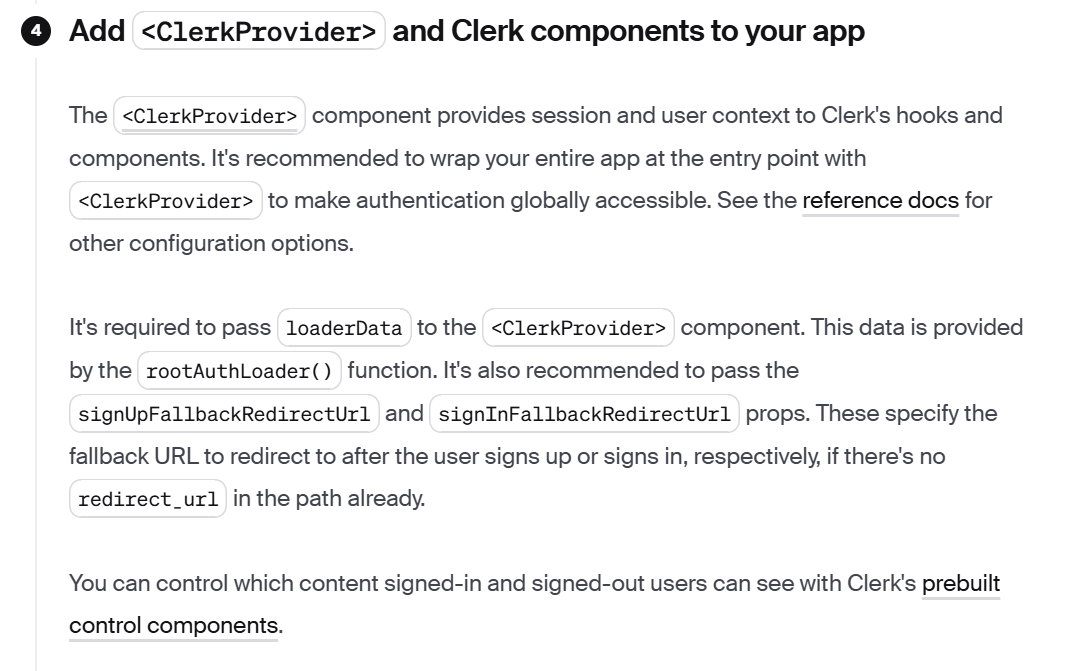 4 Add <ClerkProvider> and Clerk components to your app
The <ClerkProvider> component provides session and user context to Clerk's hooks and
components. It's recommended to wrap your entire app at the entry point with
<ClerkProvider> to make authentication globally accessible. See the reference docs for
other configuration options.
It's required to pass loaderData to the <ClerkProvider> component. This data is provided
by the rootAuthLoader() function. It's also recommended to pass the
signUpFallbackRedirectUrl and signInFallbackRedirectUrl props. These specify the
fallback URL to redirect to after the user signs up or signs in, respectively, if there's no
redirect_url in the path already.
You can control which content signed-in and signed-out users can see with Clerk's prebuilt
control components.